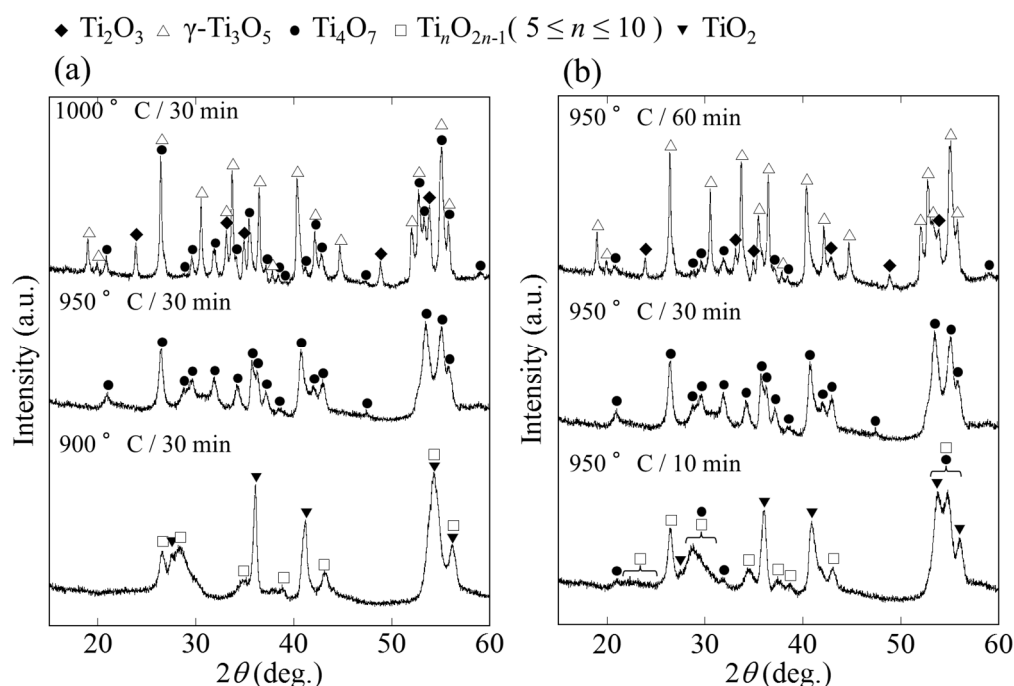 ◆ Ti₂O₃ △ γ-Ti₃O₅ ● Ti₄O₇ □ TiₙO₂ₙ₋₁( 5 ≤ n ≤ 10 ) ▼ TiO₂
(a)
1000° C / 30 min
950° C / 30 min
900° C / 30 min
Intensity (a.u.)
20 30 40 50 60
2θ (deg.)
(b)
950° C / 60 min
950° C / 30 min
950° C / 10 min
Intensity (a.u.)
20 30 40 50 60
2θ (deg.)